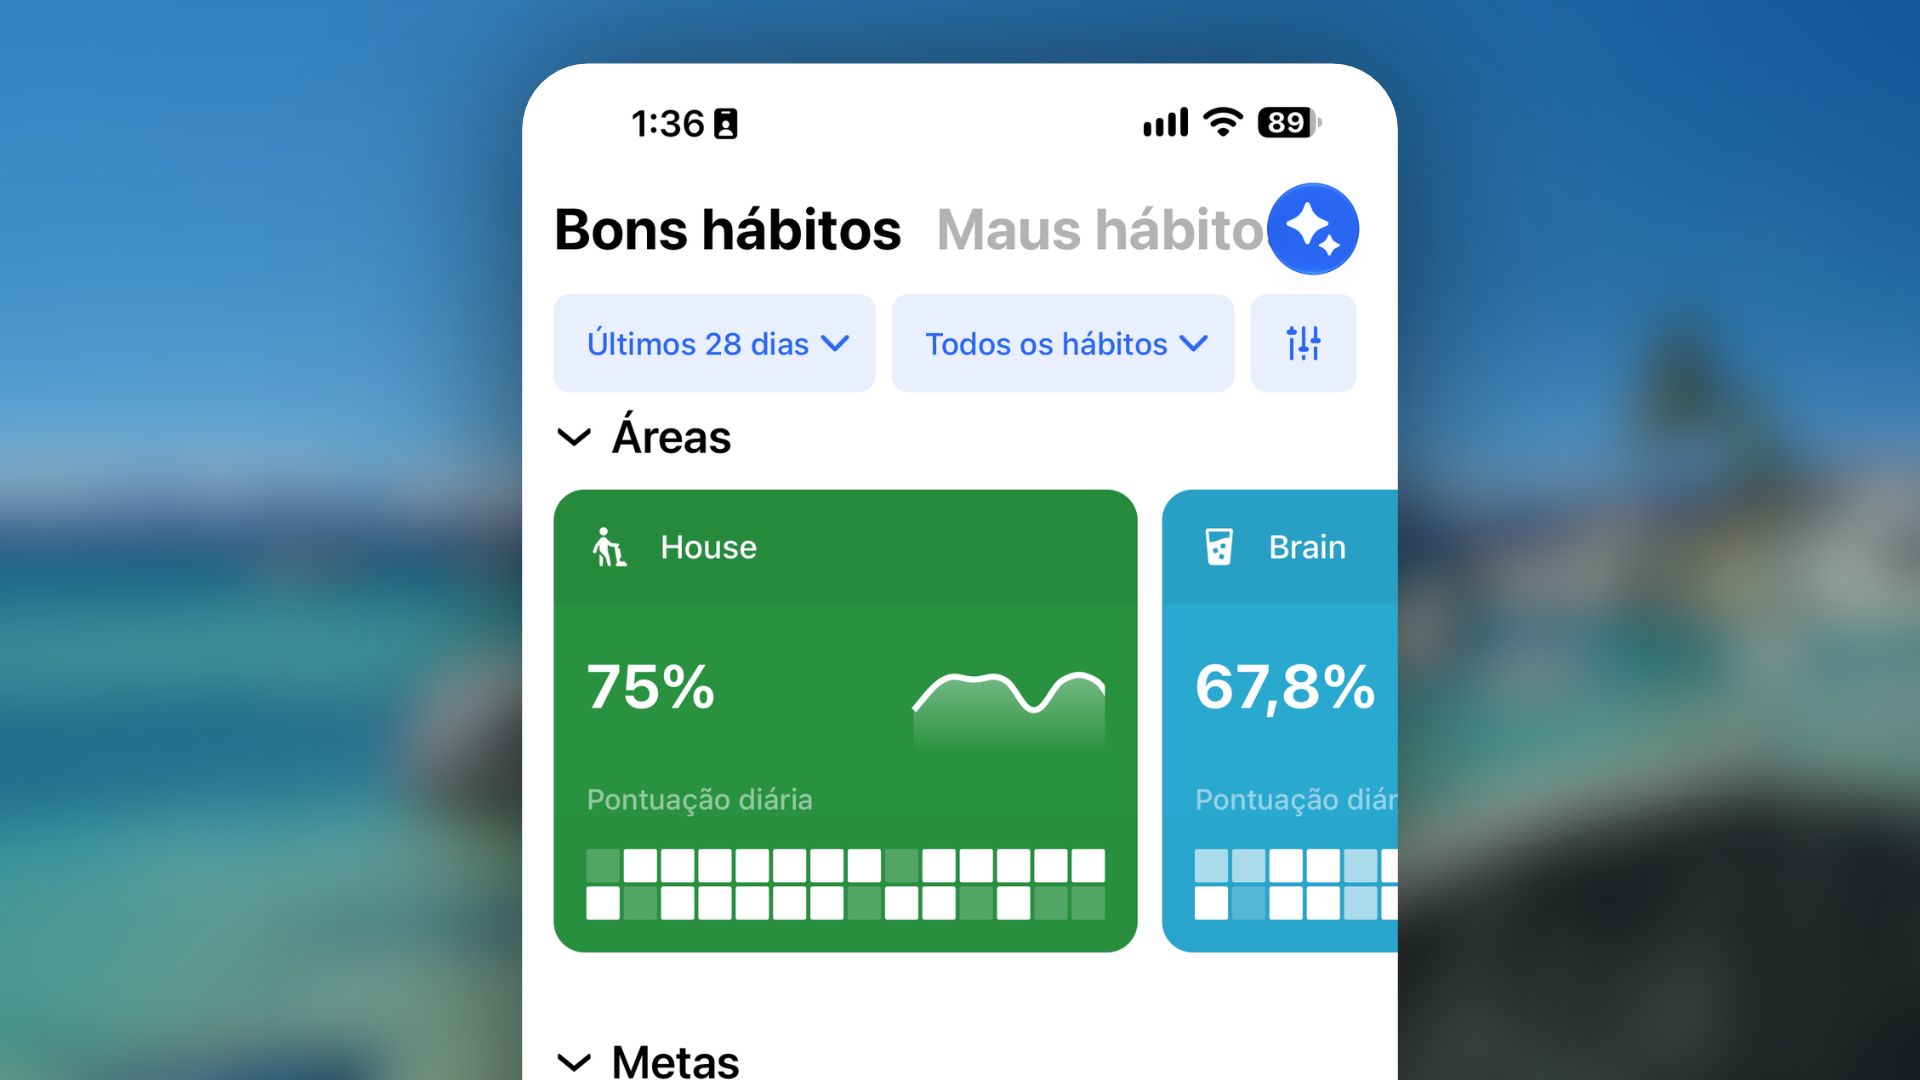 1:36
89
Bons hábitos Maus hábito
Últimos 28 dias
Todos os hábitos
Áreas
House
75%
Pontuação diária
Brain
67,8%
Pontuação diár
Metas